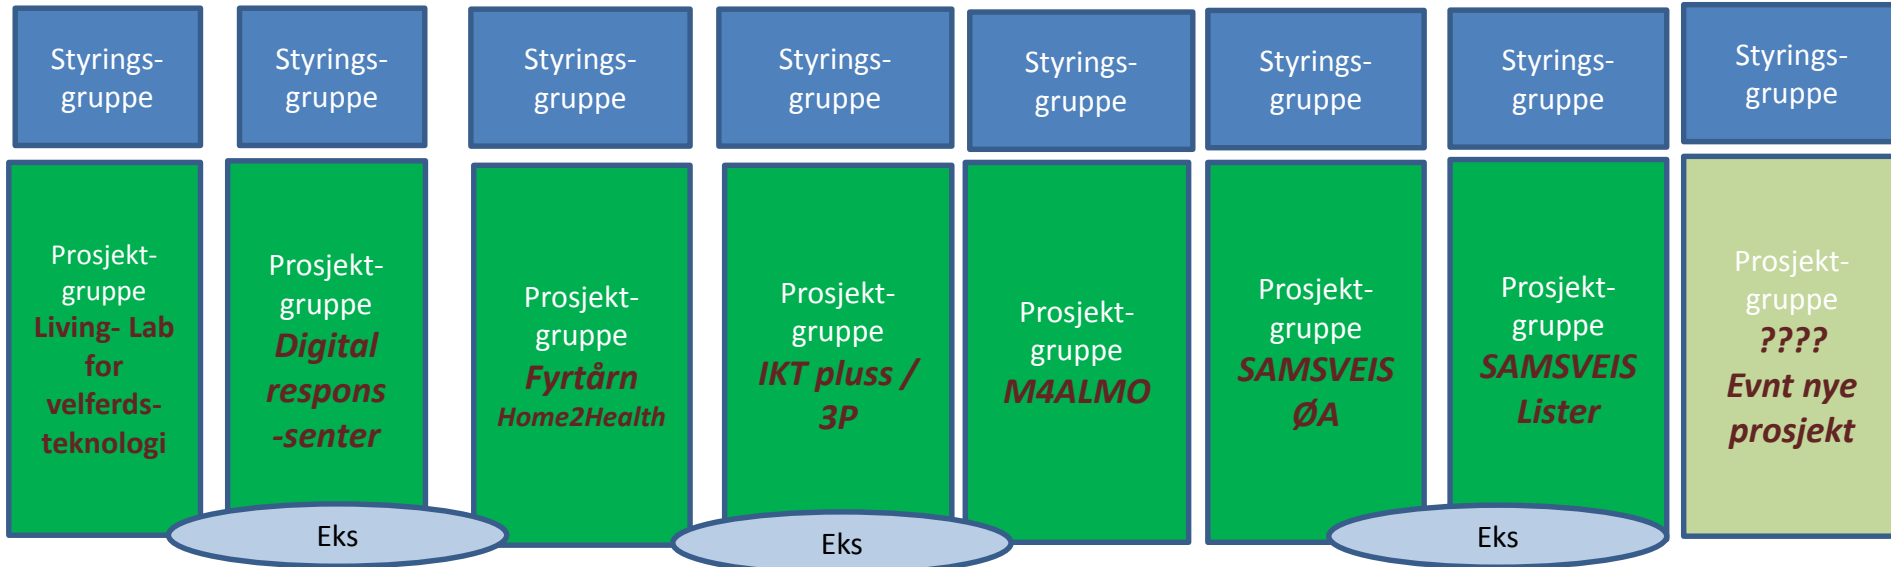 Styrings-
gruppe
Styrings-
gruppe
Styrings-
gruppe
Styrings-
gruppe
Styrings-
gruppe
Styrings-
gruppe
Styrings-
gruppe
Styrings-
gruppe
Prosjekt-
gruppe
Living- Lab
for
velferds-
teknologi
Prosjekt-
gruppe
Digital
respons
-senter
Prosjekt-
gruppe
Fyrtårn
Home2Health
Prosjekt-
gruppe
IKT pluss /
3P
Prosjekt-
gruppe
M4ALMO
Prosjekt-
gruppe
SAMSVEIS
ØA
Prosjekt-
gruppe
SAMSVEIS
Lister
Prosjekt-
gruppe
????
Evnt nye
prosjekt
Eks
Eks
Eks